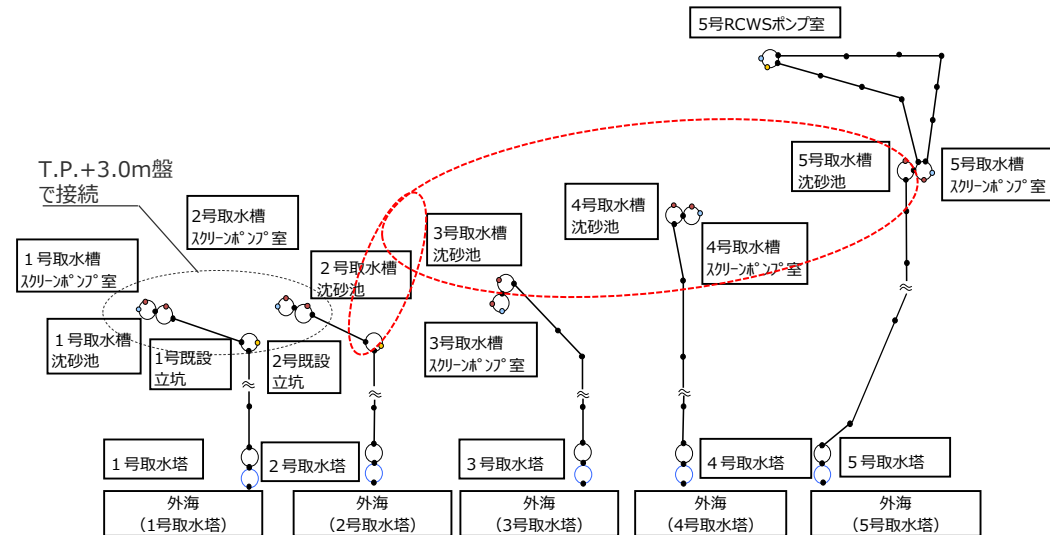 5号RCWSポンプ室
T.P.+3.0m盤
で接続
5号取水槽
沈砂池
5号取水槽
スクリーンポンプ室
2号取水槽
スクリーンポンプ室
4号取水槽
沈砂池
3号取水槽
沈砂池
4号取水槽
スクリーンポンプ室
1号取水槽
スクリーンポンプ室
2号取水槽
沈砂池
1号取水槽
沈砂池
1号既設
立坑
2号既設
立坑
3号取水槽
スクリーンポンプ室
1号取水塔
2号取水塔
3号取水塔
4号取水塔
5号取水塔
外海
(1号取水塔)
外海
(2号取水塔)
外海
(3号取水塔)
外海
(4号取水塔)
外海
(5号取水塔)